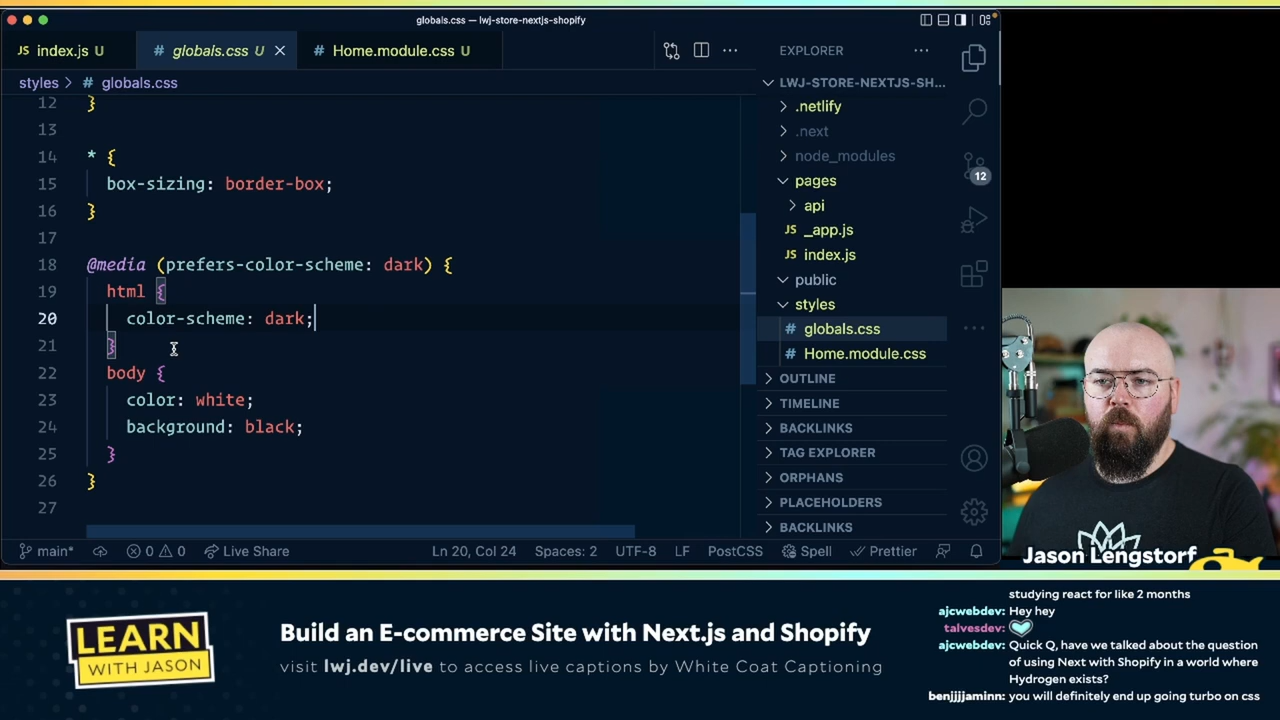 globals.css — lwj-store-nextjs-shopify
JS index.js U
# globals.css U
# Home.module.css U
EXPLORER
styles > # globals.css
LWJ-STORE-NEXTJS-SH...
12 }
13
14 * {
15 box-sizing: border-box;
16 }
17
18 @media (prefers-color-scheme: dark) {
19 html {
20 color-scheme: dark;
21 }
22 body {
23 color: white;
24 background: black;
25 }
26 }
27
.netlify
.next
node_modules
pages
api
JS _app.js
JS index.js
public
styles
# globals.css
# Home.module.css
OUTLINE
TIMELINE
BACKLINKS
TAG EXPLORER
ORPHANS
PLACEHOLDERS
BACKLINKS
12
main*
0
0
Live Share
Ln 20, Col 24
Spaces: 2
UTF-8
LF
PostCSS
Spell
Prettier
Jason Lengstorf
LEARN
WITH JASON
Build an E-commerce Site with Next.js and Shopify
visit lwj.dev/live to access live captions by White Coat Captioning
studying react for like 2 months
ajcwebdev: Hey hey
talvesdev:
ajcwebdev: Quick Q, have we talked about the question
of using Next with Shopify in a world where
Hydrogen exists?
benjjjjaminn: you will definitely end up going turbo on css